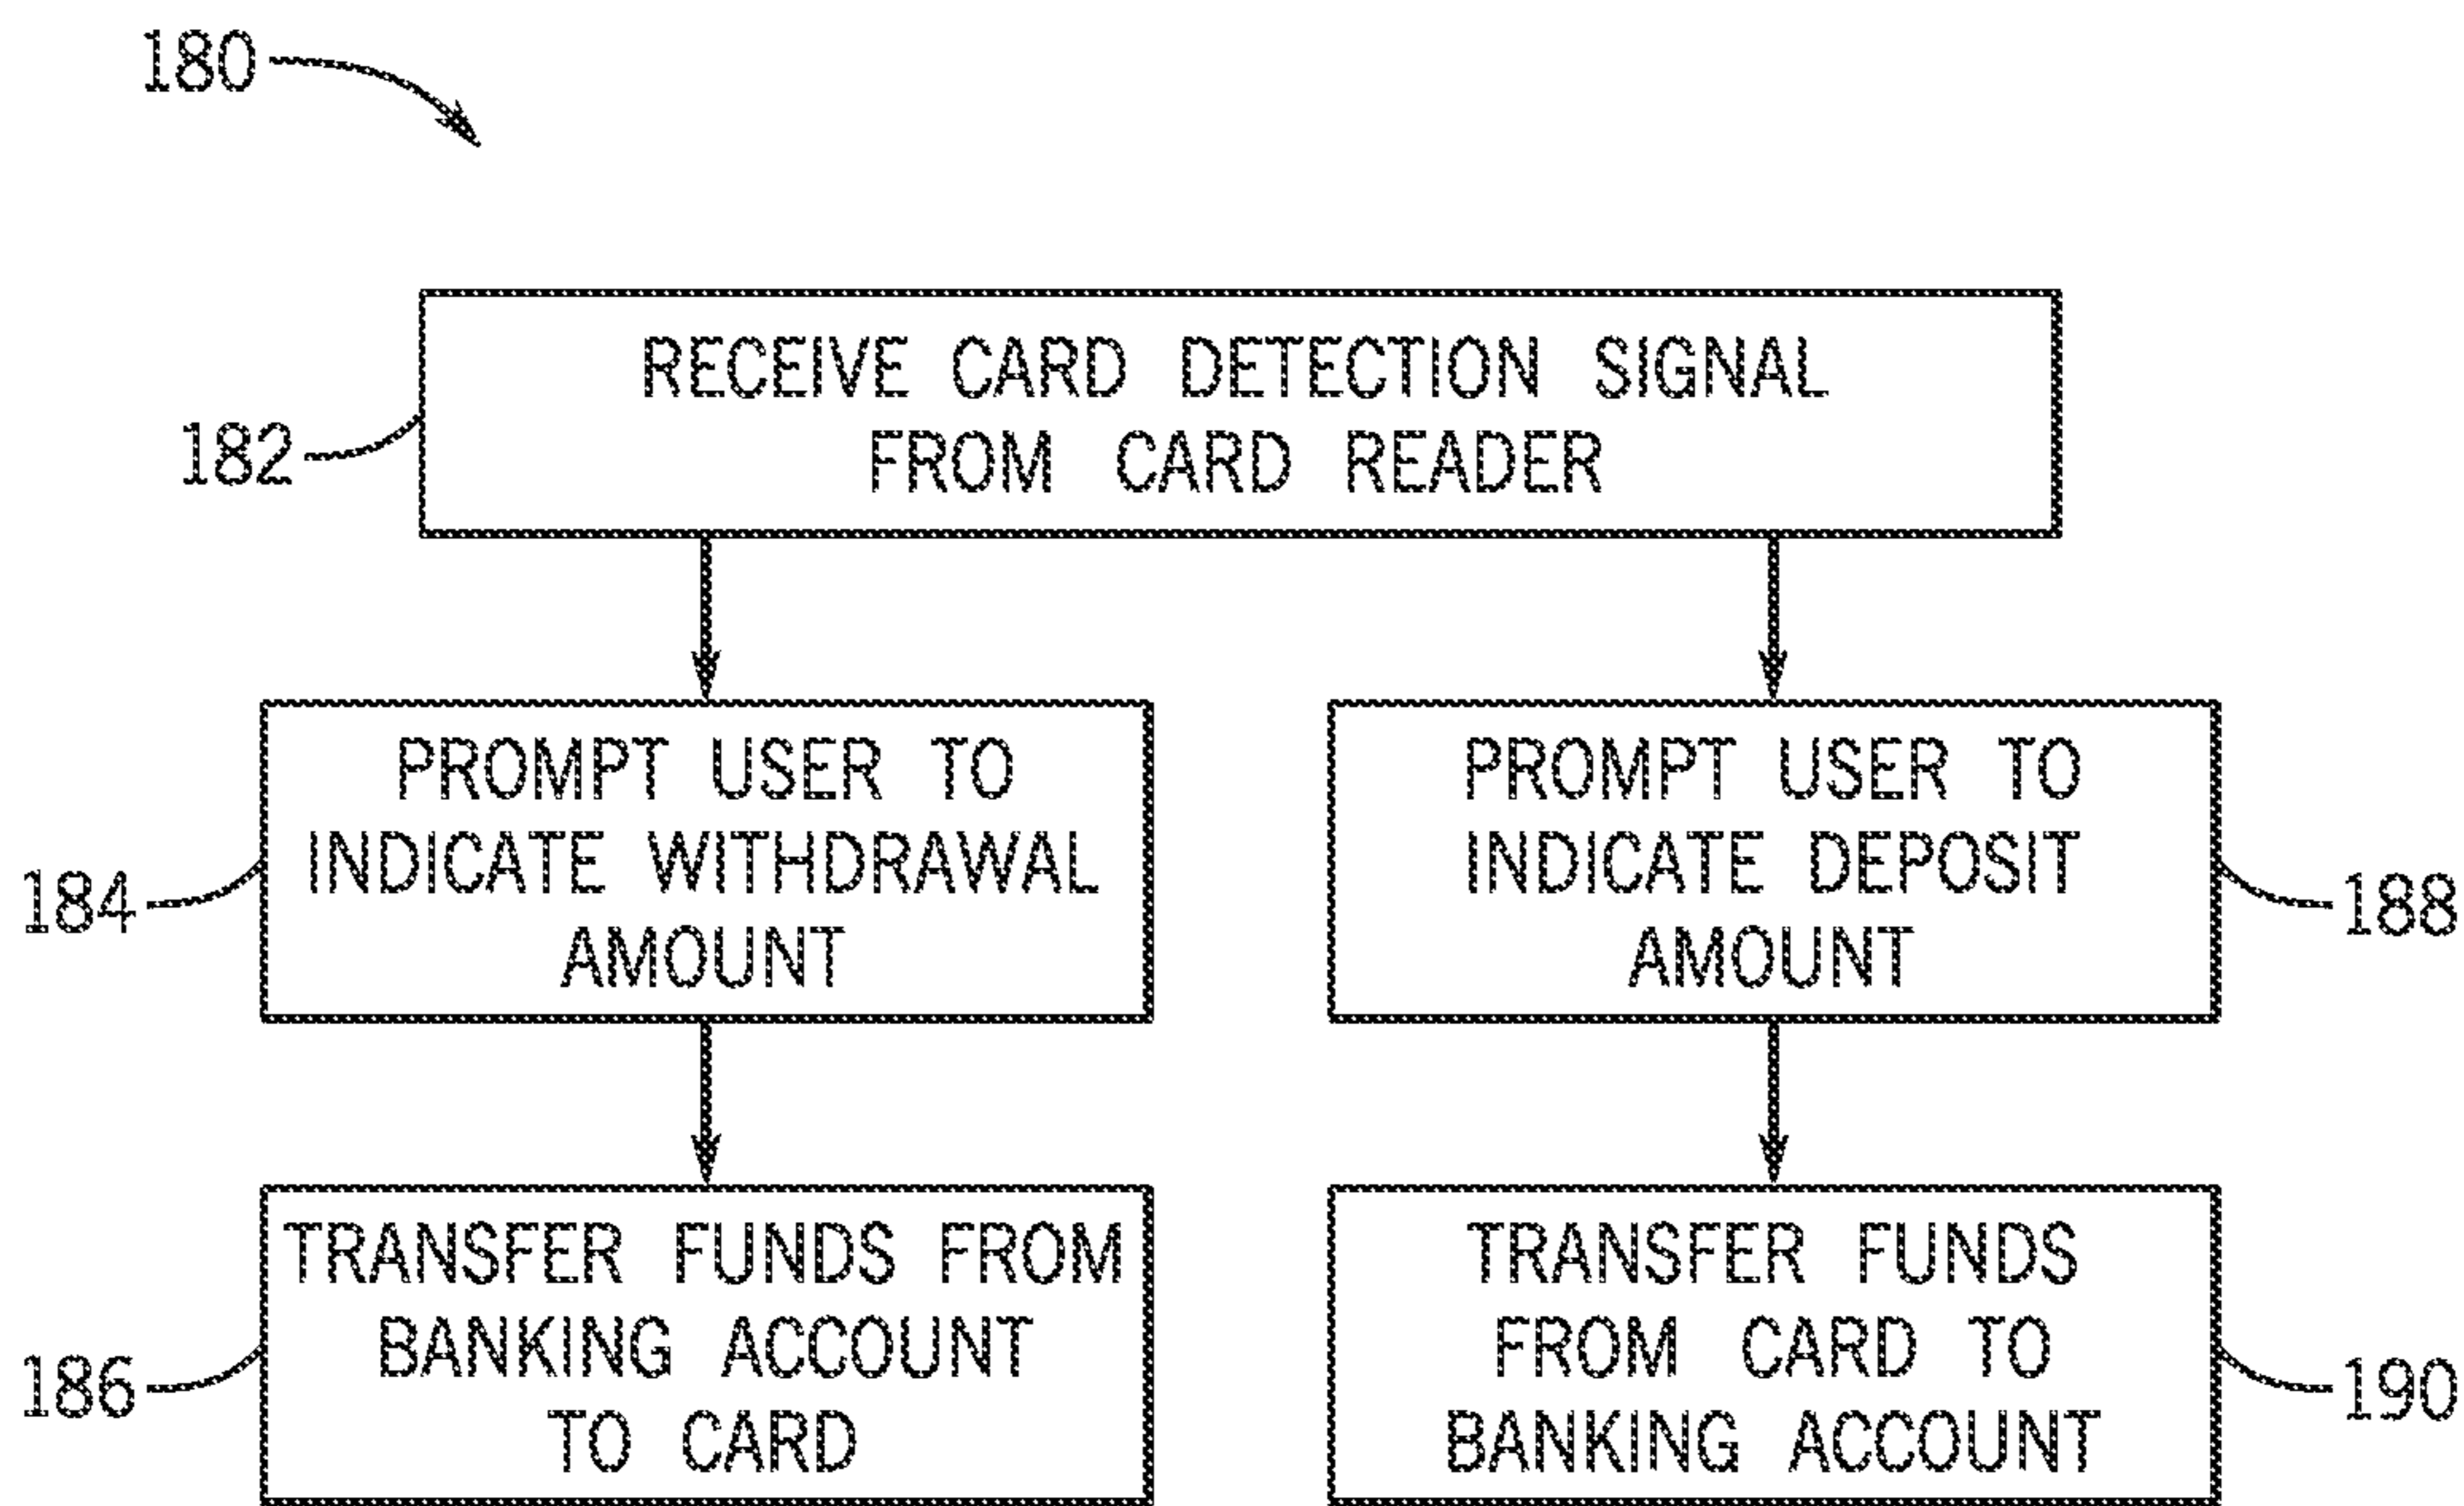 180
RECEIVE CARD DETECTION SIGNAL
FROM CARD READER
182
PROMPT USER TO
INDICATE WITHDRAWAL
AMOUNT
184
PROMPT USER TO
INDICATE DEPOSIT
AMOUNT
188
TRANSFER FUNDS FROM
BANKING ACCOUNT
TO CARD
186
TRANSFER FUNDS
FROM CARD TO
BANKING ACCOUNT
190